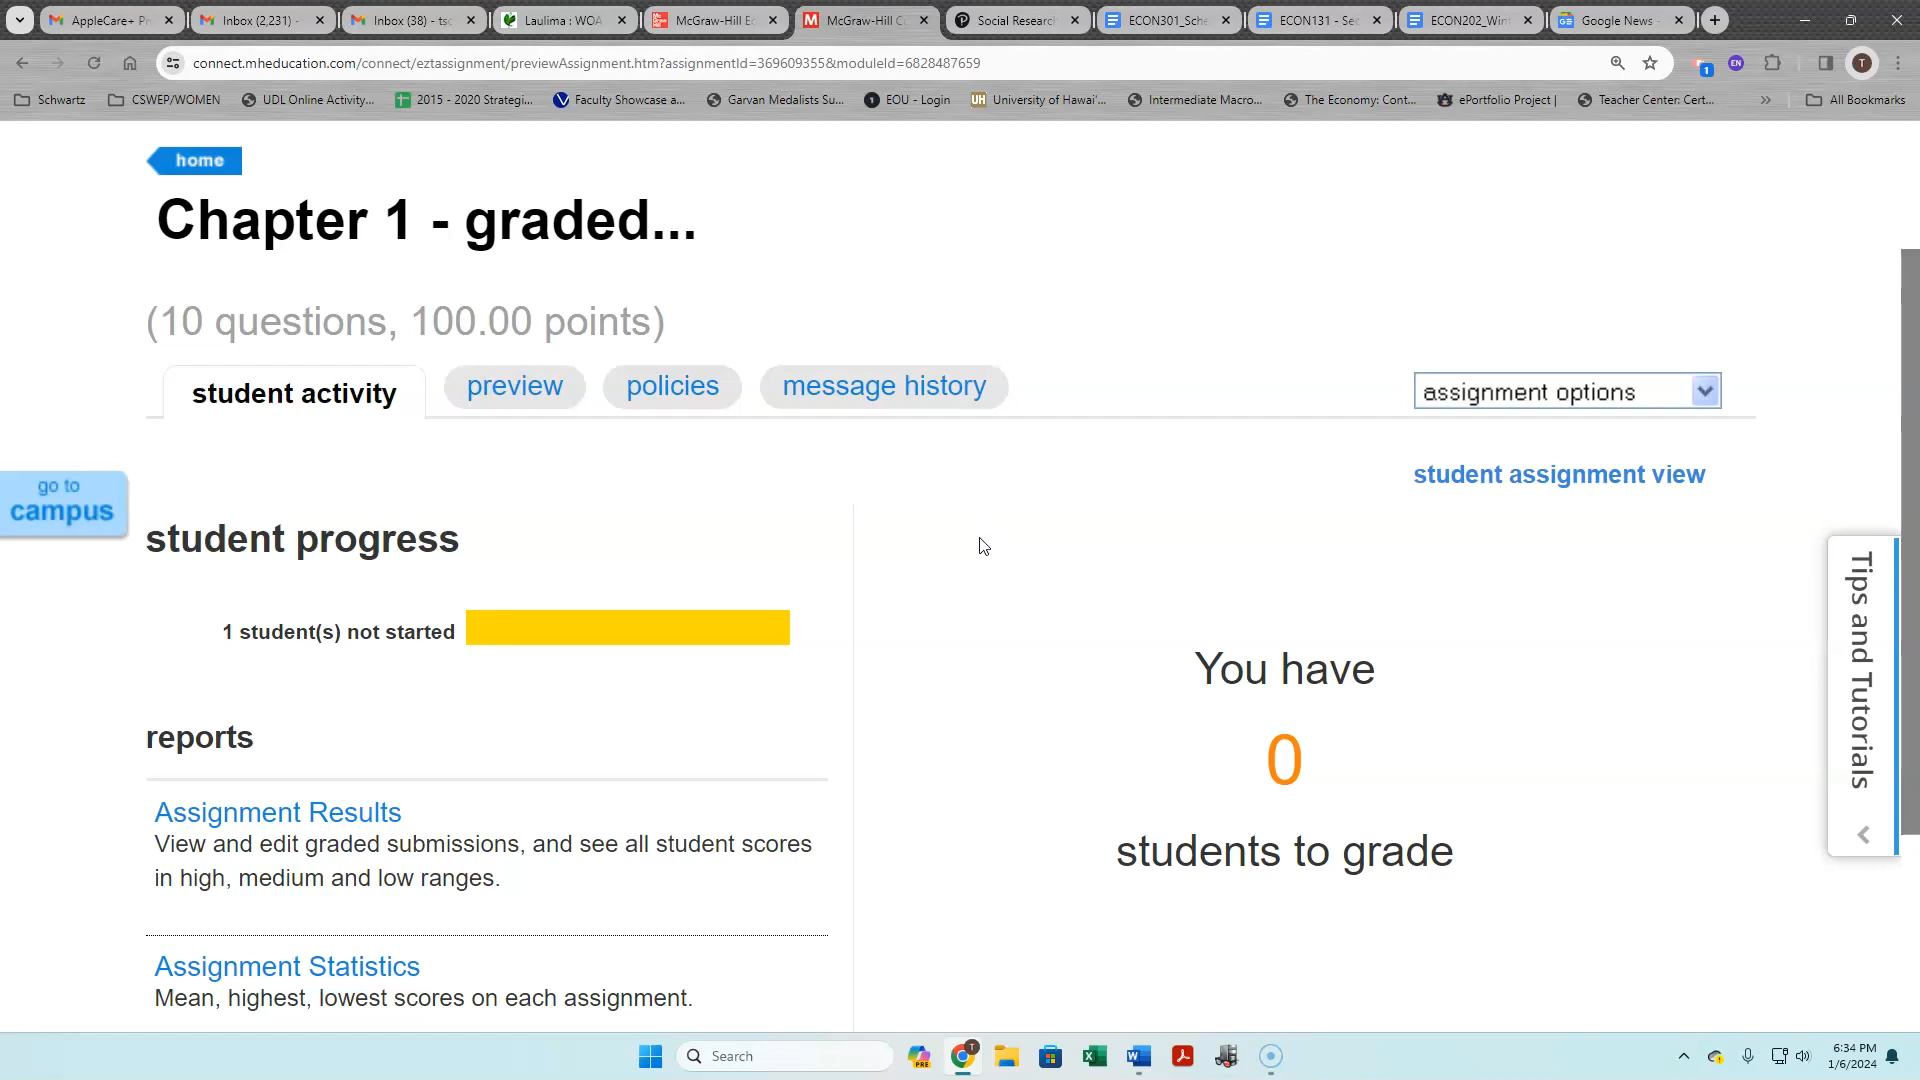 AppleCare+ Pr
Inbox (2,231) -
Inbox (38) - tsc
Laulima : WOA
McGraw-Hill Ec
McGraw-Hill C
Social Research
ECON301_Sche
ECON131 - Sec
ECON202_Wint
Google News -
connect.mheducation.com/connect/eztassignment/previewAssignment.htm?assignmentId=369609355&moduleId=6828487659
1
EN
T
Schwartz
CSWEP/WOMEN
UDL Online Activity...
2015 - 2020 Strategi...
Faculty Showcase a...
Garvan Medalists Su...
EOU - Login
University of Hawai'...
Intermediate Macro...
The Economy: Cont...
ePortfolio Project |
Teacher Center: Cert...
All Bookmarks
home
Chapter 1 - graded...
(10 questions, 100.00 points)
student activity
preview
policies
message history
assignment options
student assignment view
go to
campus
student progress
1 student(s) not started
You have
0
students to grade
Tips and Tutorials
reports
Assignment Results
View and edit graded submissions, and see all student scores
in high, medium and low ranges.
Assignment Statistics
Mean, highest, lowest scores on each assignment.
Search
6:34 PM
1/6/2024